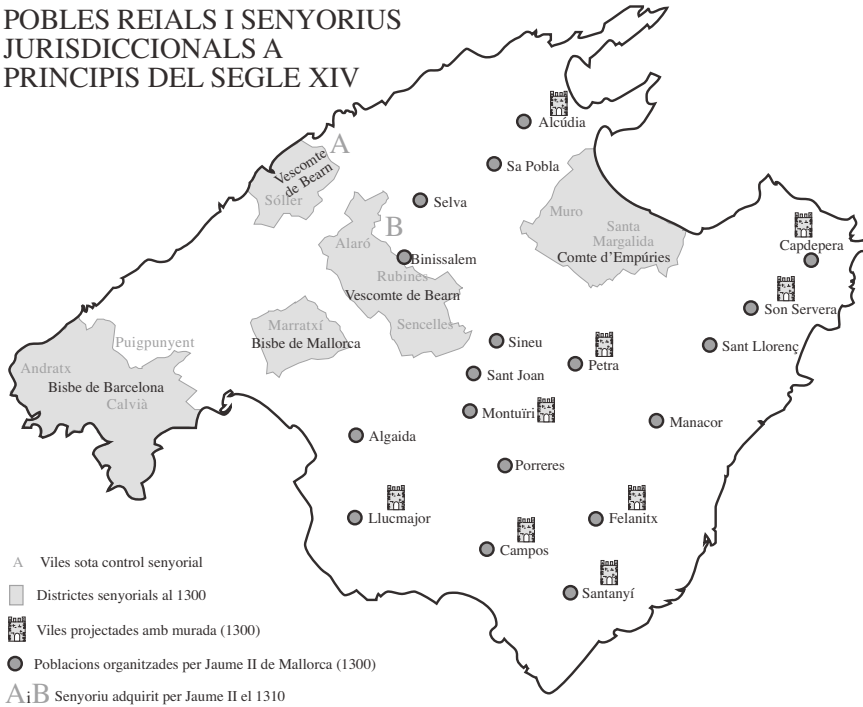 POBLES REIALS I SENYORIUS
JURISDICCIONALS A
PRINCIPIS DEL SEGLE XIV
Alcúdia
A
Vescomte
de Bearn
Sóller
Sa Pobla
Selva
Muro
Santa
Margalida
Comte d'Empúries
B
Alaró
Binissalem
Rubines
Vescomte de Bearn
Sencelles
Capdepera
Son Servera
Marratxí
Bisbe de Mallorca
Puigpunyent
Andratx
Bisbe de Barcelona
Calvià
Sineu
Sant Joan
Petra
Sant Llorenç
Montuïri
Manacor
Algaida
Porreres
Llucmajor
Felanitx
Campos
Santanyí
A Viles sota control senyorial
Districtes senyorials al 1300
Viles projectades amb murada (1300)
Poblacions organitzades per Jaume II de Mallorca (1300)
AiB Senyoriu adquirit per Jaume II el 1310